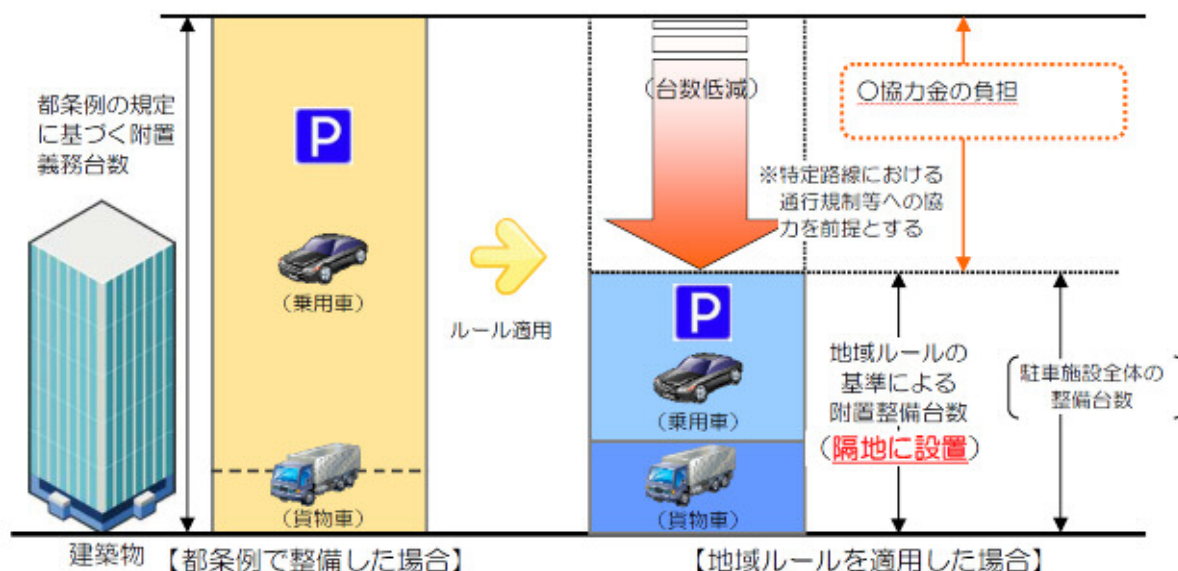 都条例の規定
に基づく附置
義務台数
建築物
P
(乗用車)
(貨物車)
【都条例で整備した場合】
ルール適用
(台数低減)
※特定路線における
通行規制等への協
力を前提とする
〇協力金の負担
P
(乗用車)
(貨物車)
地域ルールの
基準による
附置整備台数
(隔地に設置)
駐車施設全体の
整備台数
【地域ルールを適用した場合】